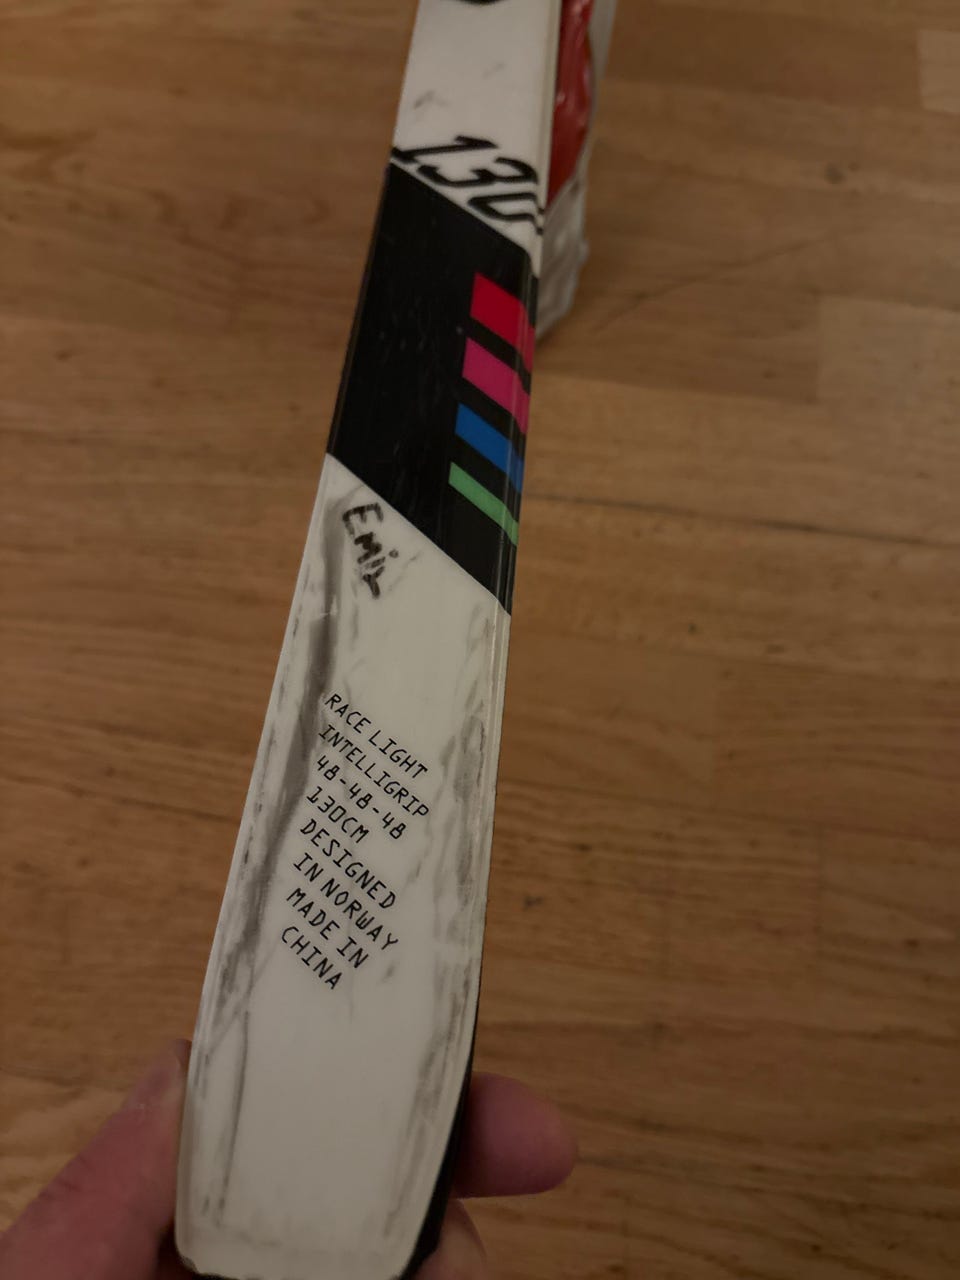 130
Emil
RACE LIGHT
INTELLIGRIP
48-48-48
130CM
DESIGNED
IN NORWAY
MADE IN
CHINA